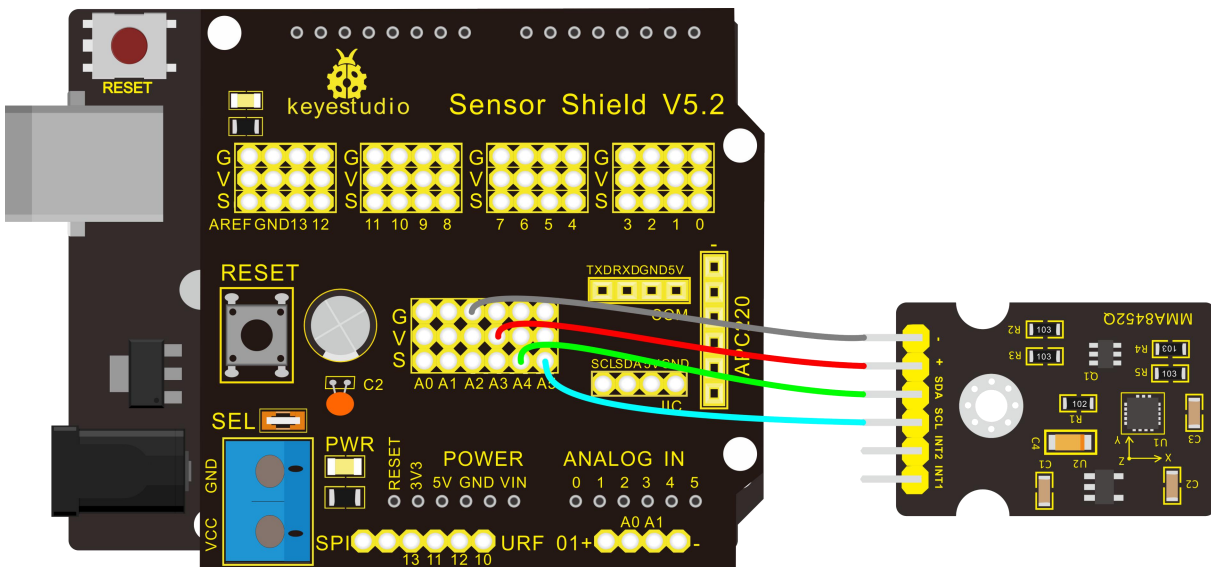 RESET
keyestudio
Sensor Shield V5.2
G
V
S
AREF GND 13 12
G
V
S
11 10 9 8
G
V
S
7 6 5 4
G
V
S
3 2 1 0
RESET
TXD RXD GND 5V
COM
-
APC220
G
V
S
A0 A1 A2 A3 A4 A5
SCL SDA 5V GND
IIC
C2
SEL
PWR
GND
VCC
POWER
RESET
3V3
5V GND VIN
ANALOG IN
0 1 2 3 4 5
A0 A1
SPI
13 11 12 10
URF 01+
-
MMA8452Q
-
+
SDA
SCL
INT2
INT1
R2
103
R3
103
Q1
R4
103
R5
103
102
R1
C4
U2
C1
Y
Z
X
U1
C3
C2